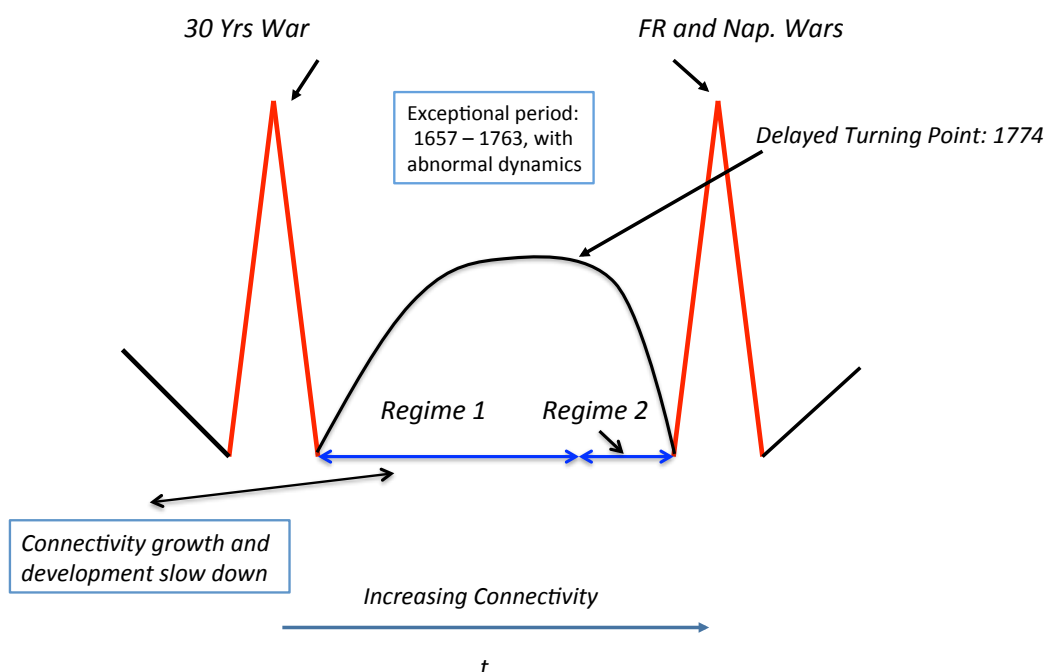 30 Yrs War
FR and Nap. Wars
Exceptional period:
1657 – 1763, with
abnormal dynamics
Delayed Turning Point: 1774
Regime 1
Regime 2
Connectivity growth and
development slow down
Increasing Connectivity
t